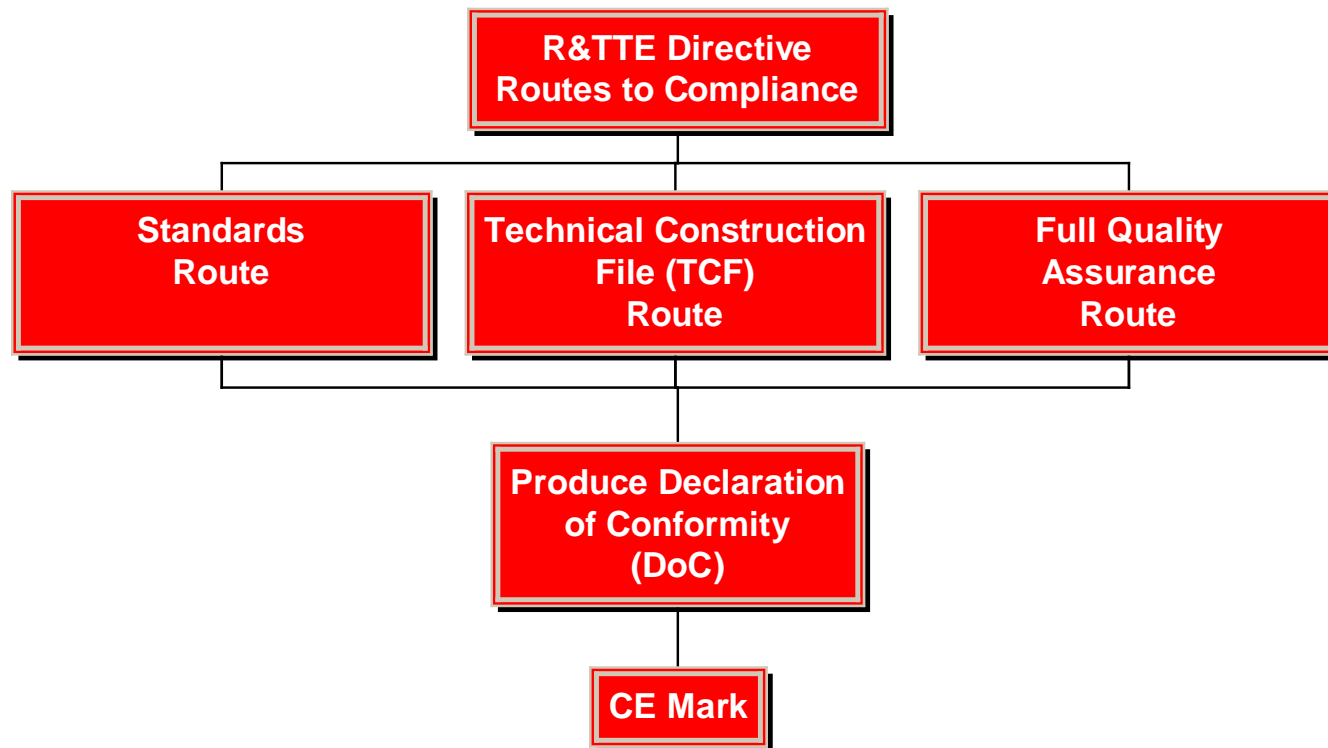 R&TTE Directive
Routes to Compliance
Standards
Route
Technical Construction
File (TCF)
Route
Full Quality
Assurance
Route
Produce Declaration
of Conformity
(DoC)
CE Mark